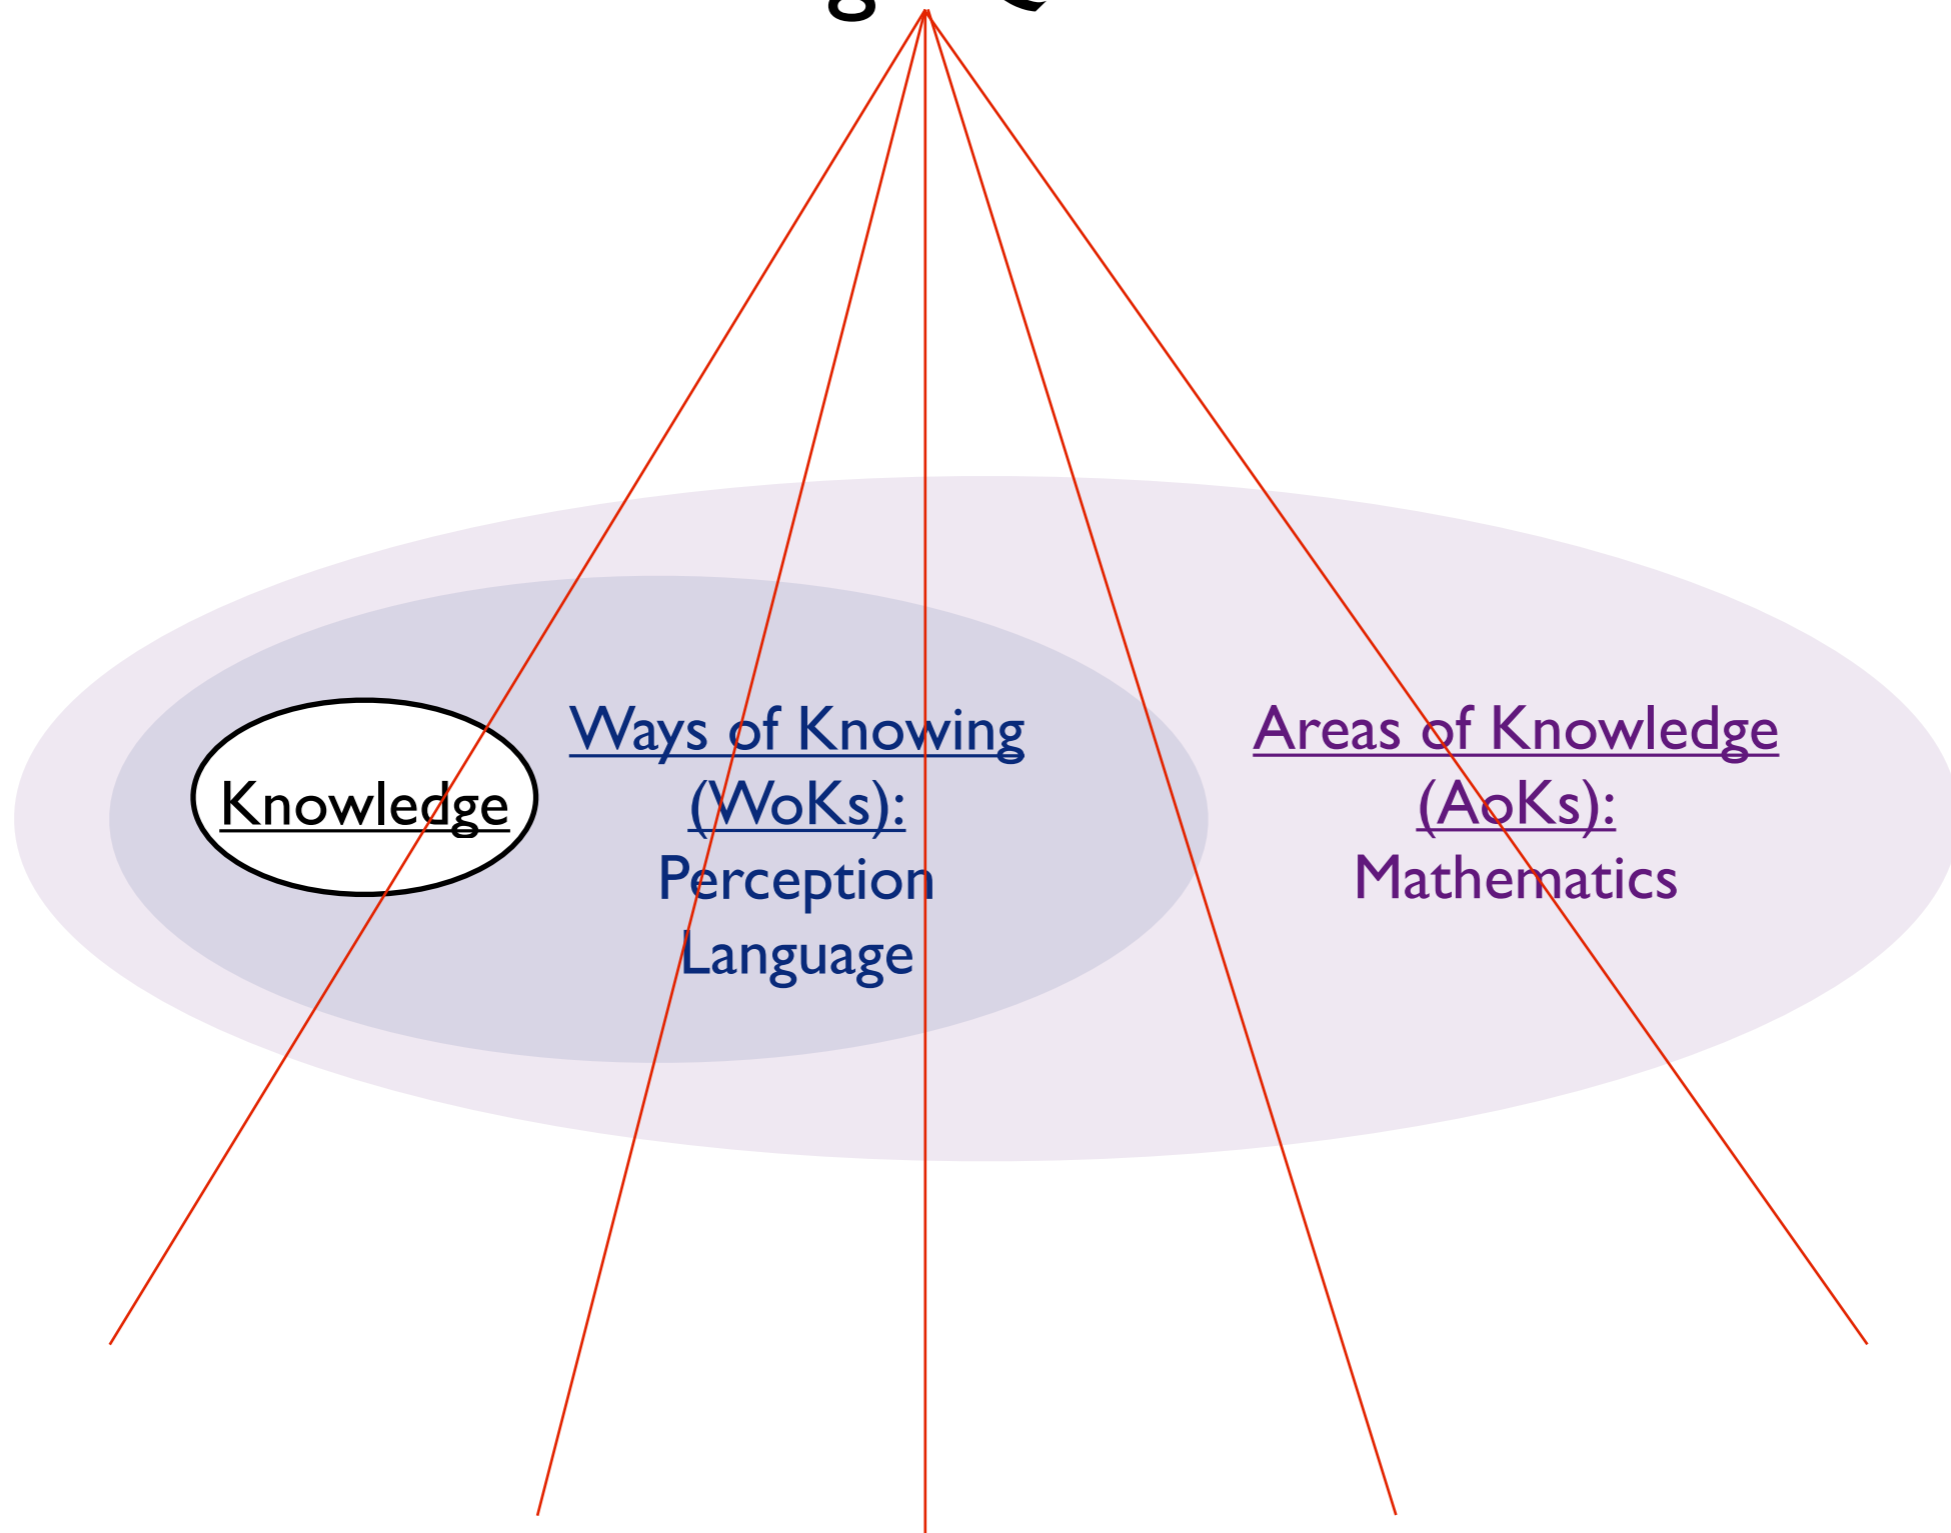 Knowledge
Ways of Knowing
(WoKs):
Perception
Language
Areas of Knowledge
(AoKs):
Mathematics